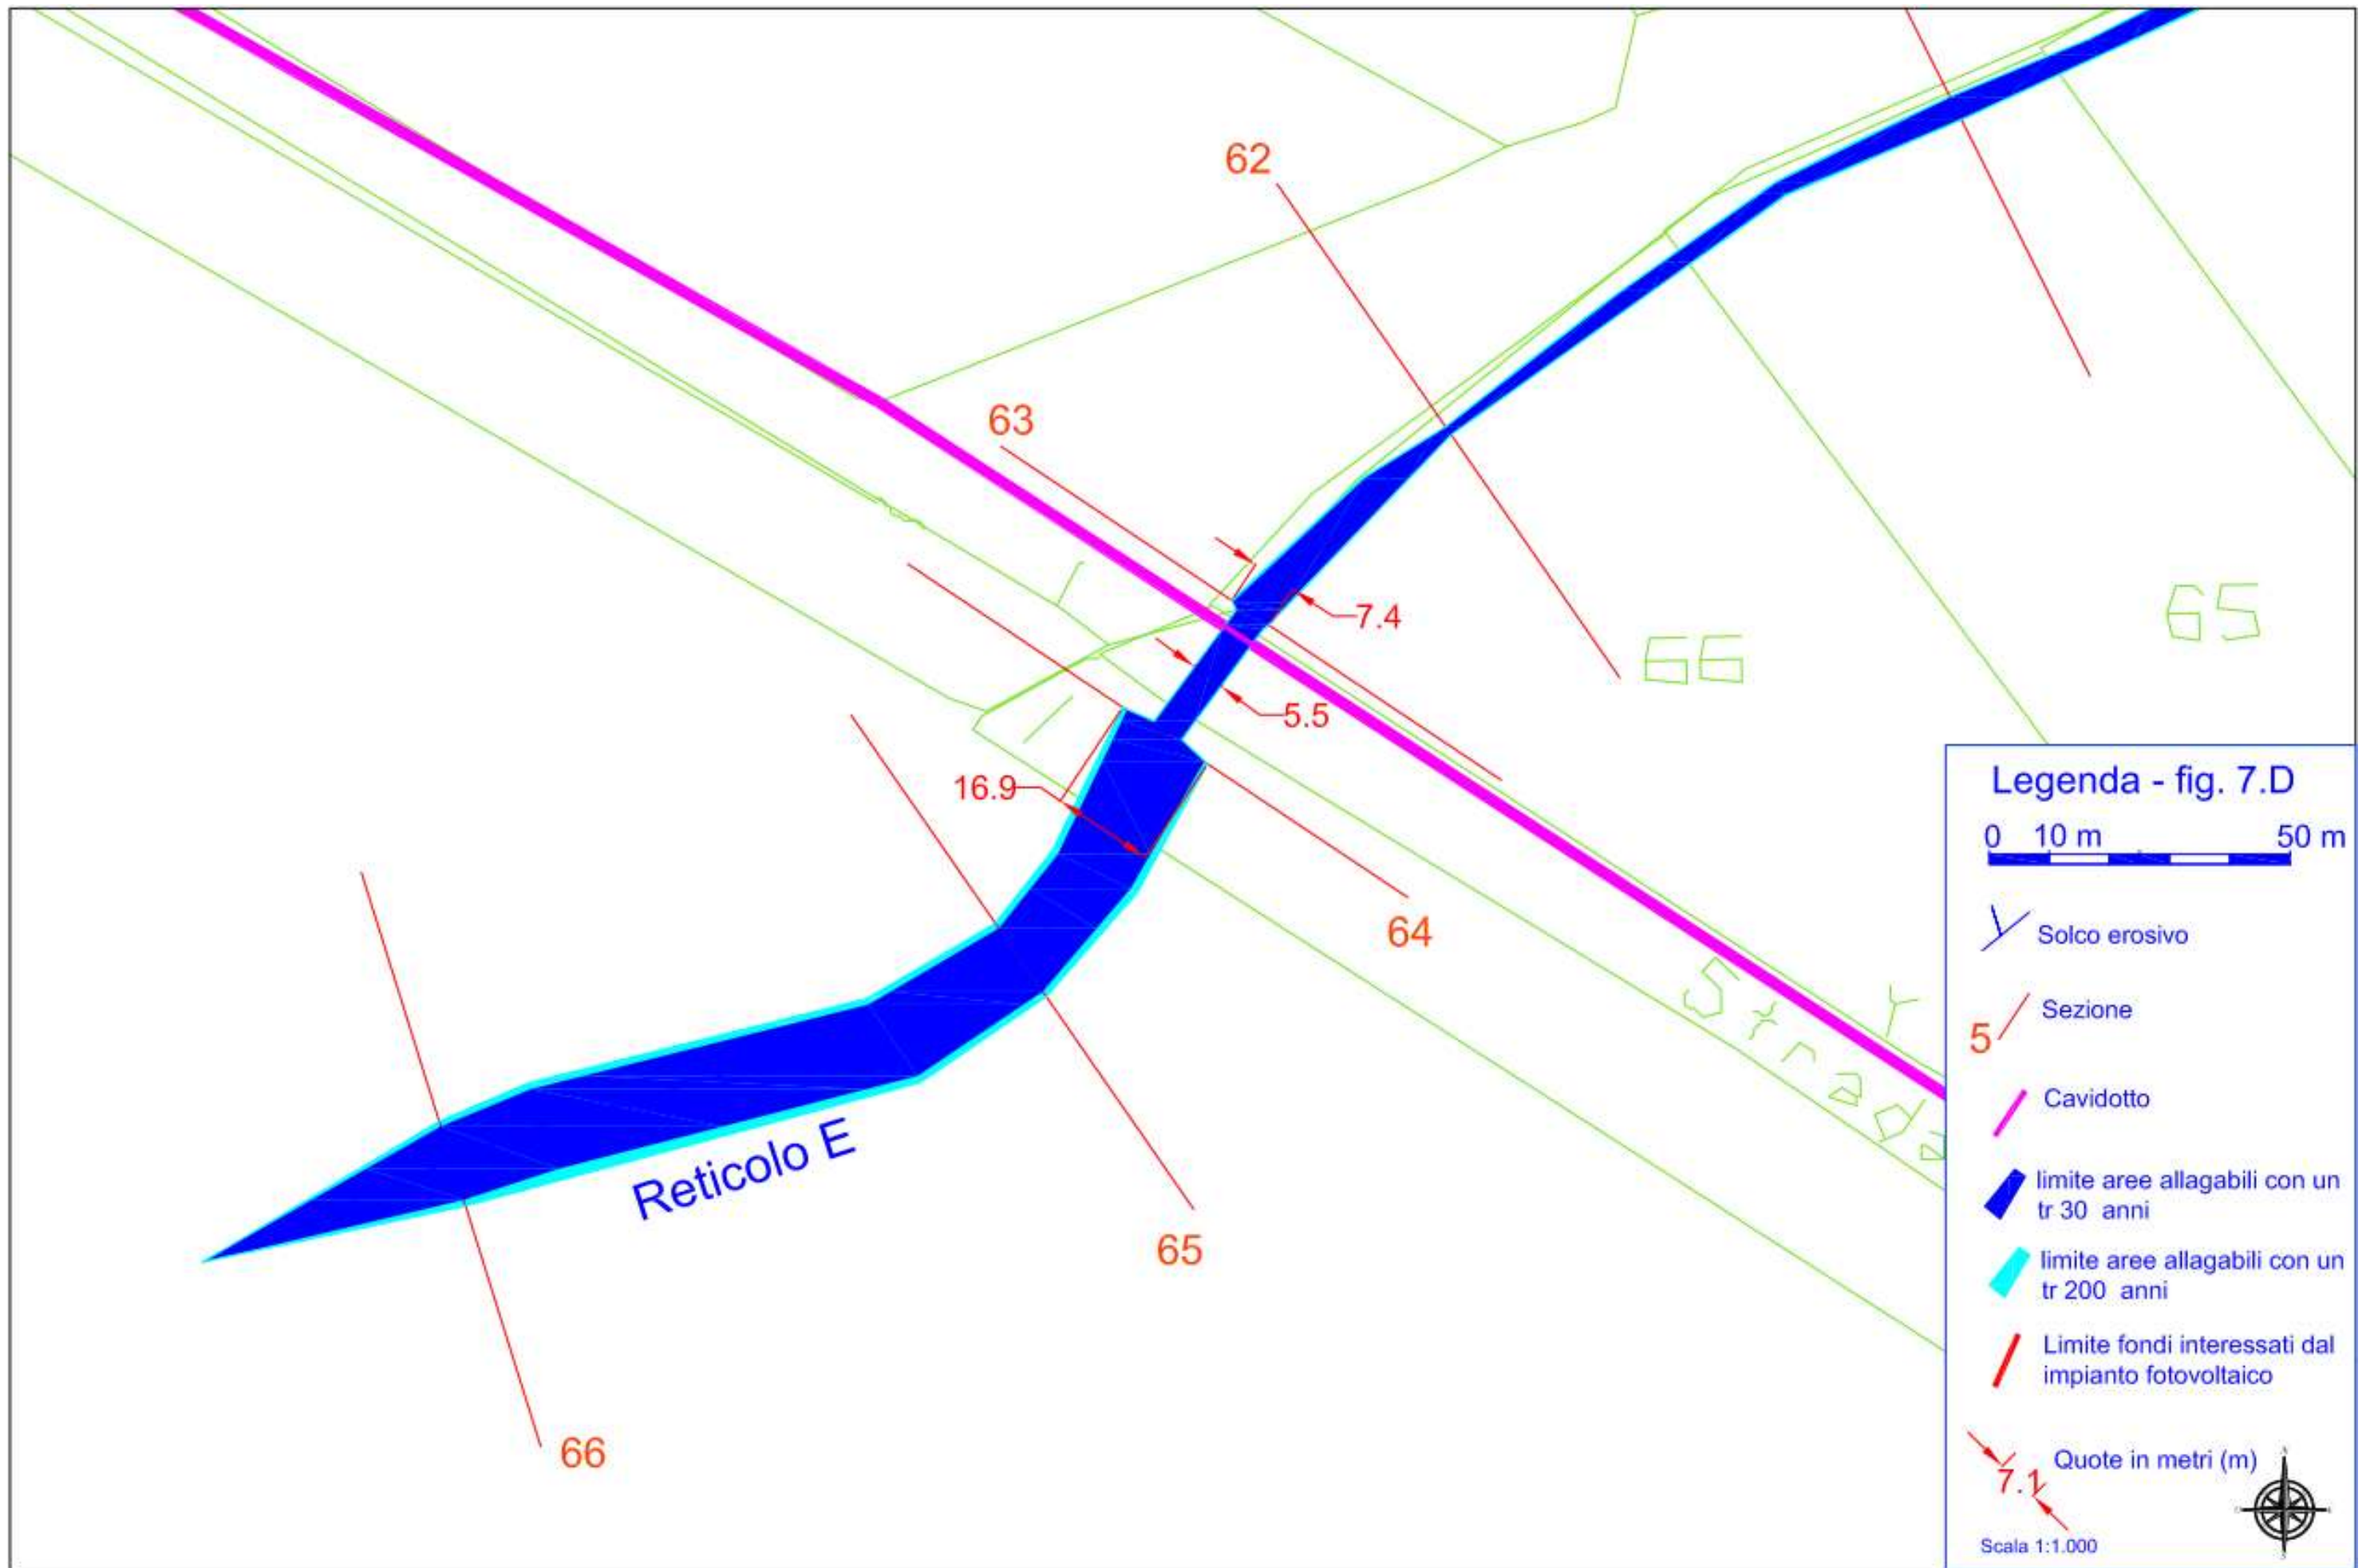 62
63
7.4
66
65
5.5
16.9
64
Strada
Reticolo E
65
66
Legenda - fig. 7.D
0 10 m 50 m
Solco erosivo
5 Sezione
Cavidotto
limite aree allagabili con un
tr 30 anni
limite aree allagabili con un
tr 200 anni
Limite fondi interessati dal
impianto fotovoltaico
Quote in metri (m)
7.1
Scala 1:1.000